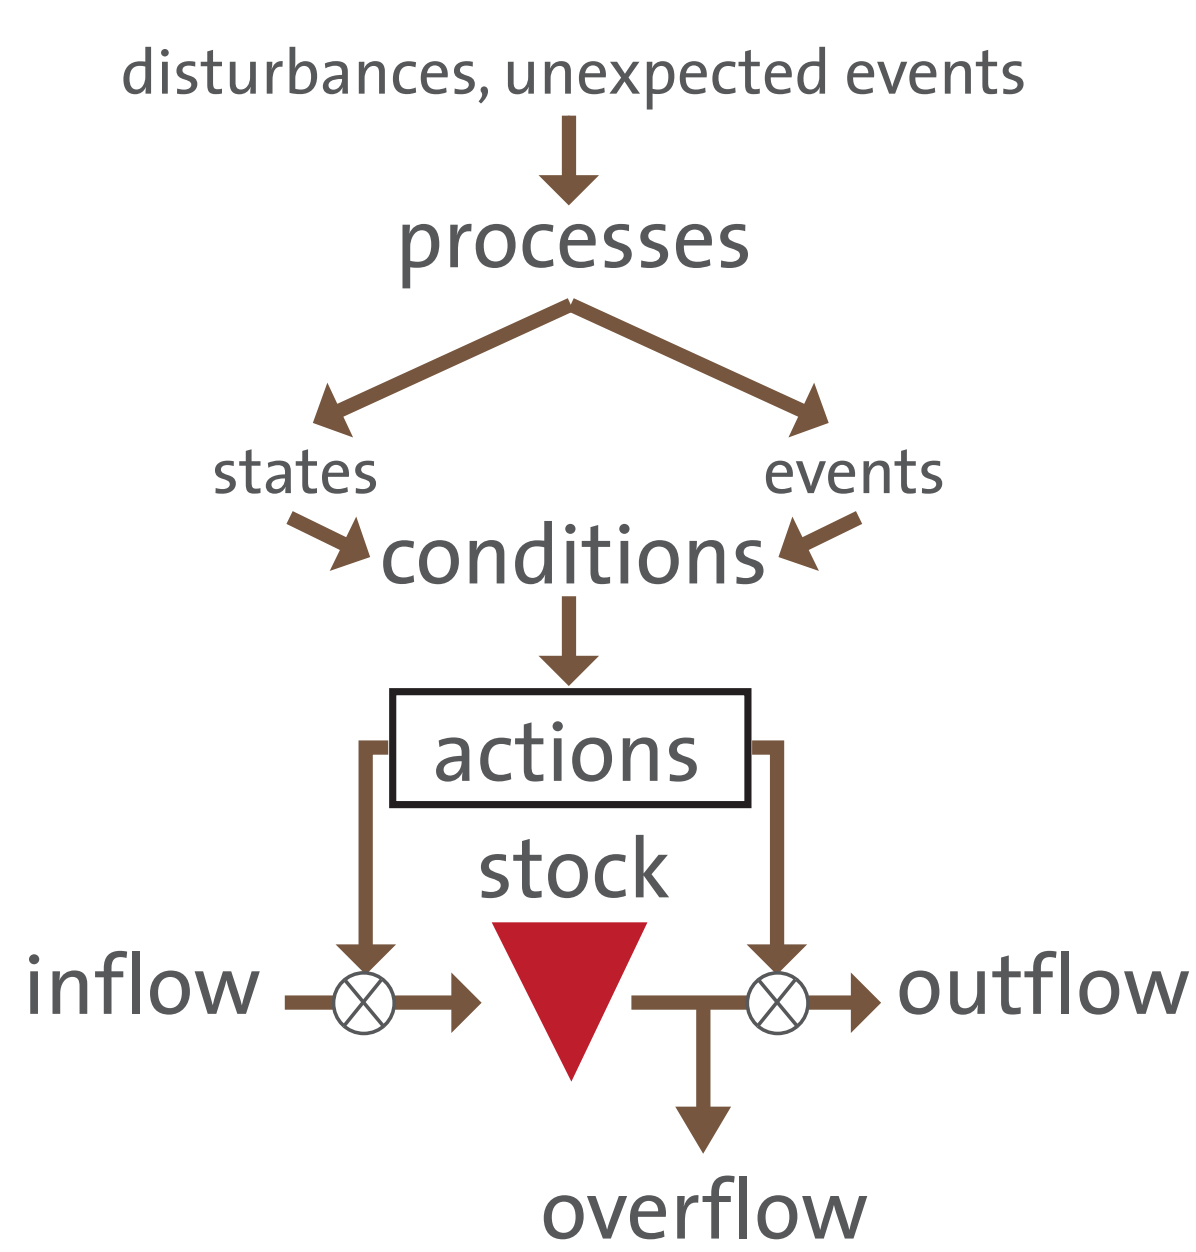 disturbances, unexpected events
processes
states
events
conditions
actions
stock
inflow
outflow
overflow